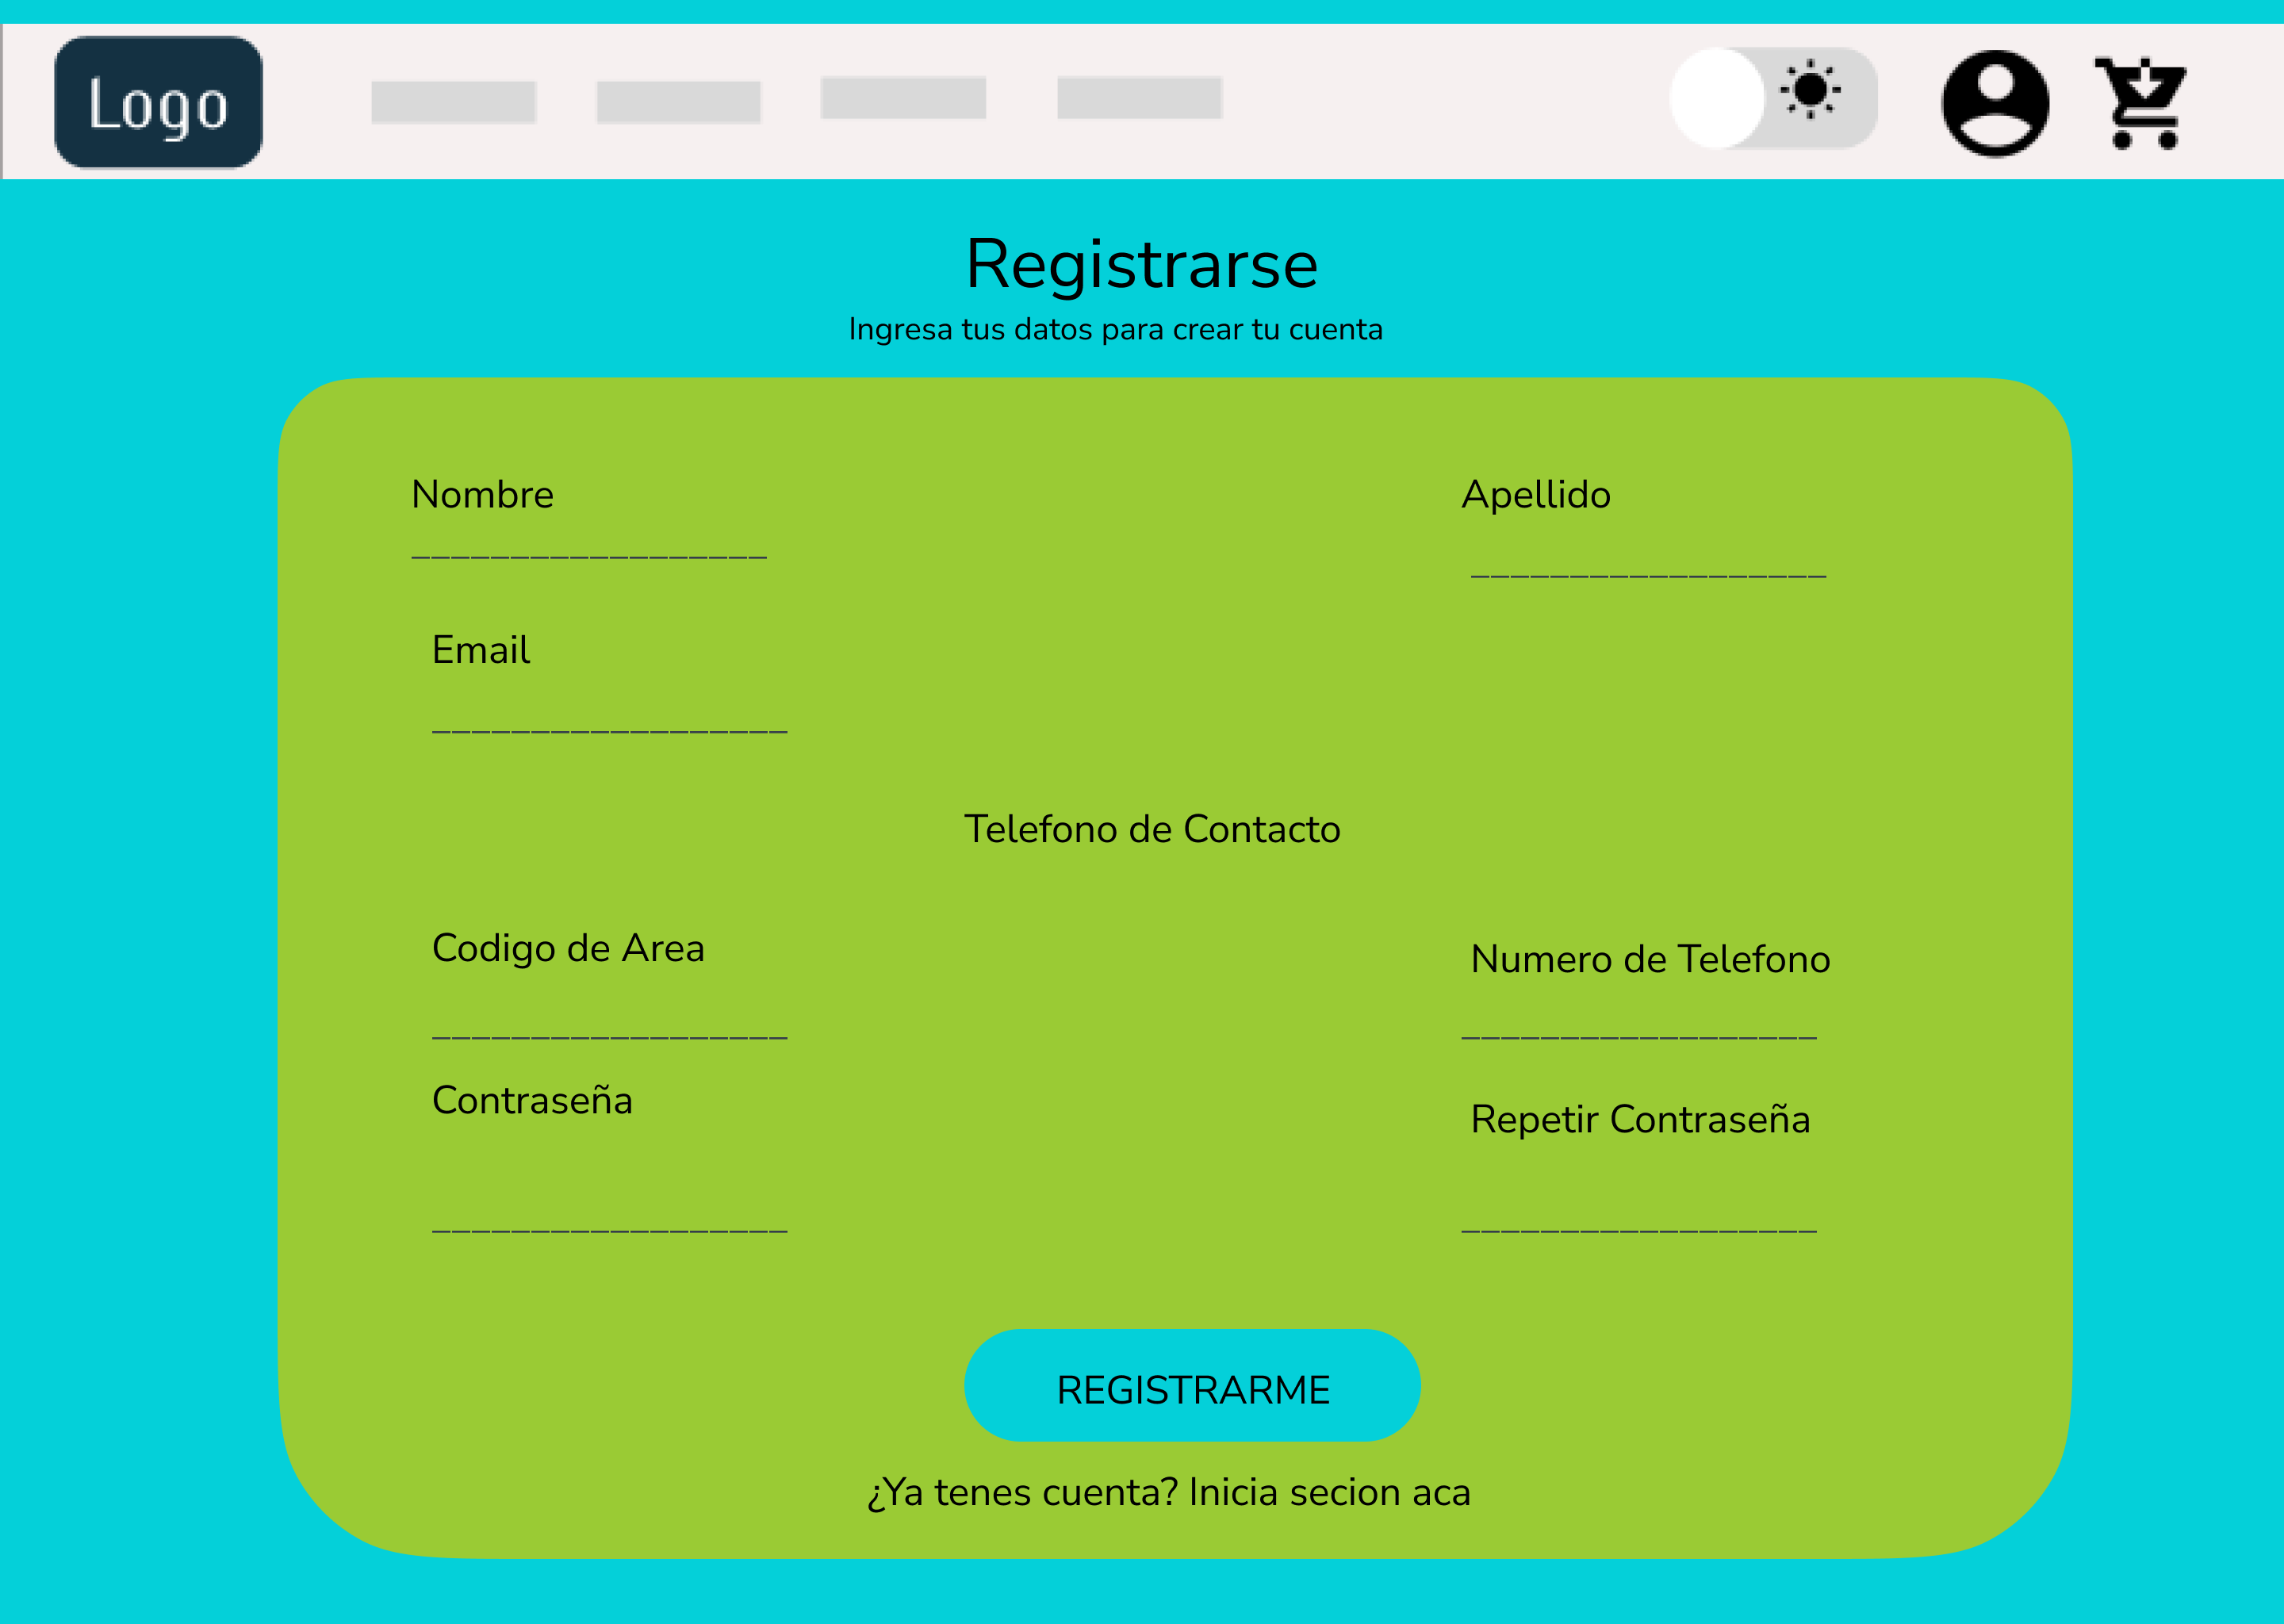 Logo
Registrarse
Ingresa tus datos para crear tu cuenta
Nombre
Apellido
__________________
__________________
Email
__________________
Telefono de Contacto
Codigo de Area
Numero de Telefono
__________________
__________________
Contraseña
Repetir Contraseña
__________________
__________________
REGISTRARME
¿Ya tenes cuenta? Inicia secion aca